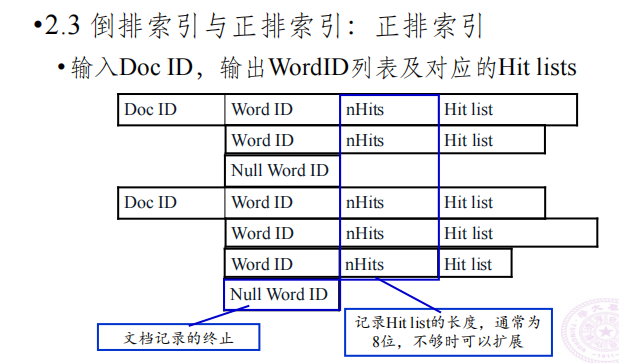 •2.3 倒排索引与正排索引：正排索引
•输入Doc ID，输出WordID列表及对应的Hit lists
Doc ID Word ID nHits Hit list
Word ID nHits Hit list
Null Word ID
Doc ID Word ID nHits Hit list
Word ID nHits Hit list
Word ID nHits Hit list
Null Word ID
文档记录的终止
记录Hit list的长度，通常为
8位，不够时可以扩展